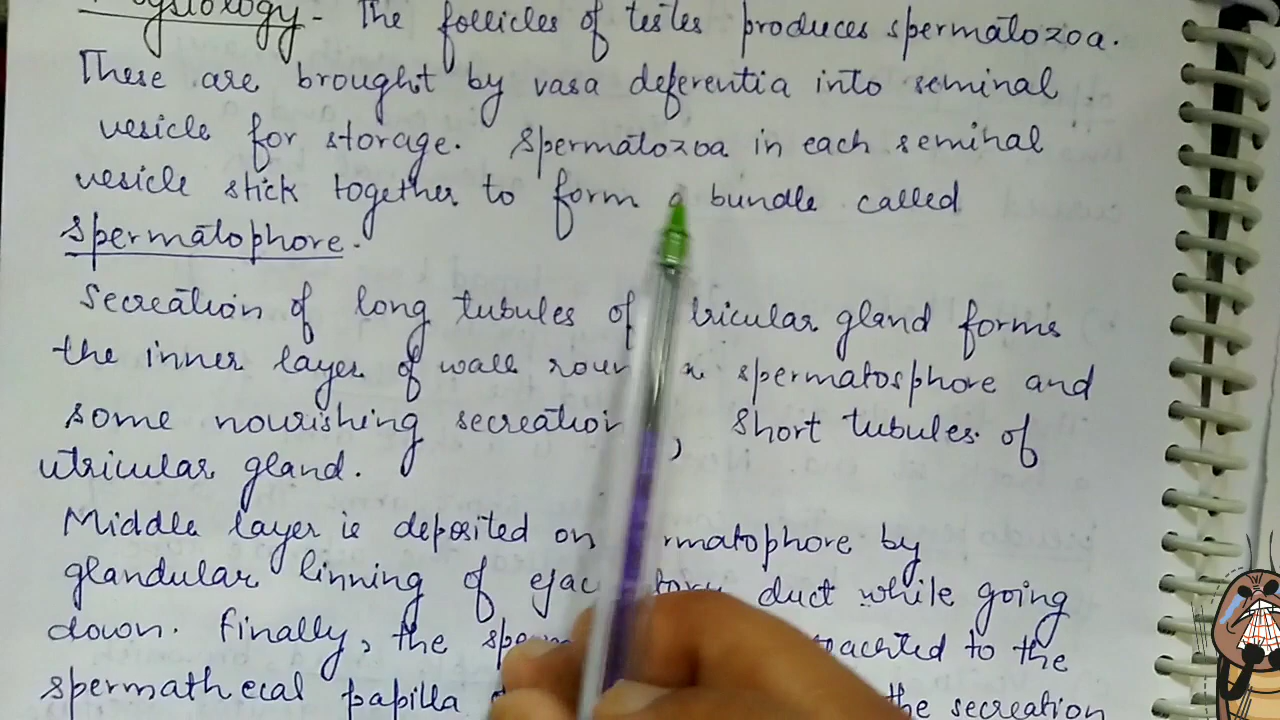 - The follicles of testes produces spermatozoa.
These are brought by vasa deferentia into seminal
vesicle for storage. Spermatozoa in each seminal
vesicle stick together to form a bundle called
spermatophore.
Secreation of long tubules of tricular gland forms
the inner layer of wall spermatosphore and
some nourishing secreation, Short tubules of
utricular gland.
Middle layer is deposited on rmatophore by
glandular linning of ejac duct while going
down. Finally, the to the
spermathecal papilla the secreation